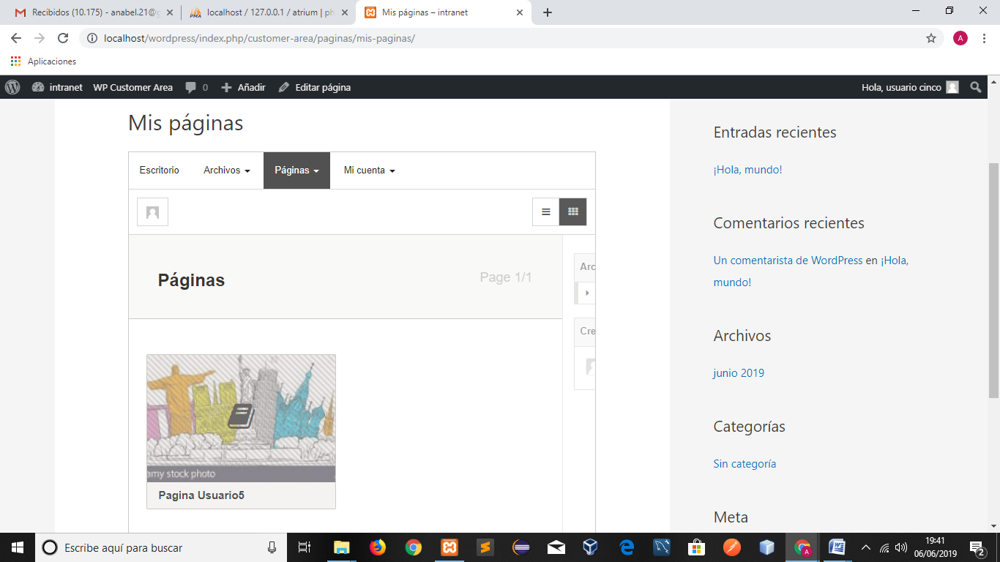 Recibidos (10.175) - anabel.21@g
localhost / 127.0.0.1 / atrium | ph
Mis páginas – intranet
localhost/wordpress/index.php/customer-area/paginas/mis-paginas/
A
Aplicaciones
intranet
WP Customer Area
0
Añadir
Editar página
Hola, usuario cinco
Mis páginas
Escritorio
Archivos
Páginas
Mi cuenta
Páginas
Page 1/1
Arc
Cre
amy stock photo
Pagina Usuario5
Entradas recientes
¡Hola, mundo!
Comentarios recientes
Un comentarista de WordPress en ¡Hola,
mundo!
Archivos
junio 2019
Categorías
Sin categoría
Meta
Escribe aquí para buscar
19:41
06/06/2019
2